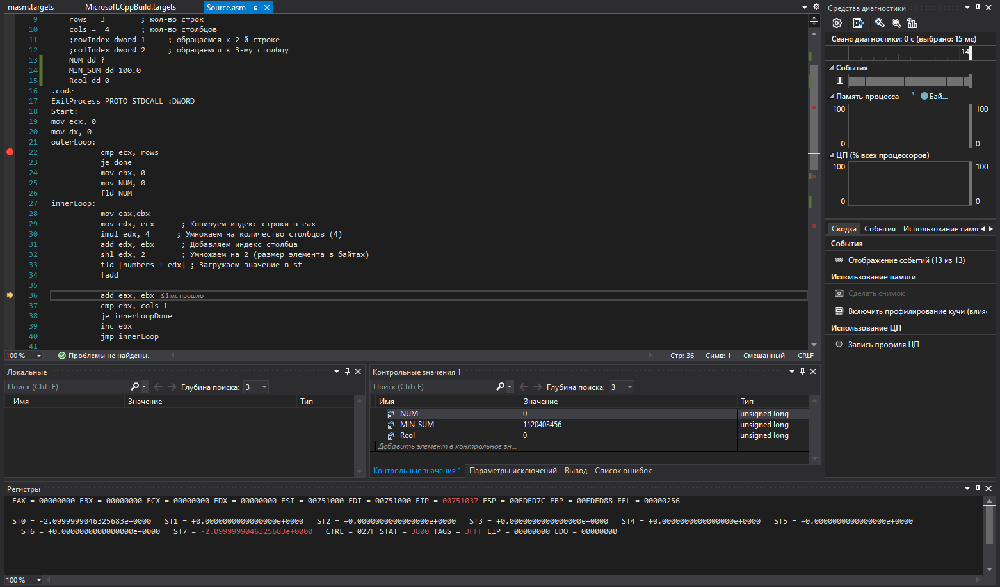 masm.targets Microsoft.CppBuild.targets Source.asm
9 rows = 3 ; кол-во строк
10 cols = 4 ; кол-во столбцов
11 ;rowIndex dword 1 ; обращаемся к 2-й строке
12 ;colIndex dword 2 ; обращаемся к 3-му столбцу
13 NUM dd ?
14 MIN_SUM dd 100.0
15 Rcol dd 0
16 .code
17 ExitProcess PROTO STDCALL :DWORD
18 Start:
19 mov ecx, 0
20 mov dx, 0
21 outerLoop:
22 cmp ecx, rows
23 je done
24 mov ebx, 0
25 mov NUM, 0
26 fld NUM
27 innerLoop:
28 mov eax,ebx
29 mov edx, ecx ; Копируем индекс строки в eax
30 imul edx, 4 ; Умножаем на количество столбцов (4)
31 add edx, ebx ; Добавляем индекс столбца
32 shl edx, 2 ; Умножаем на 2 (размер элемента в байтах)
33 fld [numbers + edx] ; Загружаем значение в st
34 fadd
35
36 add eax, ebx ≤ 1 мс прошло
37 cmp ebx, cols-1
38 je innerLoopDone
39 inc ebx
40 jmp innerLoop
41
100 % Проблемы не найдены. Стр: 36 Симв: 1 Смешанный CRLF
Средства диагностики
Сеанс диагностики: 0 с (выбрано: 15 мс)
14
События
Память процесса Бай...
100 100
0 0
ЦП (% всех процессоров)
100 100
0 0
Сводка События Использование памя
События
Отображение событий (13 из 13)
Использование памяти
Сделать снимок
Включить профилирование кучи (влияе
Использование ЦП
Запись профиля ЦП
Локальные
Поиск (Ctrl+E) Глубина поиска: 3
Имя Значение Тип
Контрольные значения 1
Поиск (Ctrl+E) Глубина поиска: 3
Имя Значение Тип
NUM 0 unsigned long
MIN_SUM 1120403456 unsigned long
Rcol 0 unsigned long
Добавить элемент в контрольное зн...
Контрольные значения 1 Параметры исключений Вывод Список ошибок
Регистры
EAX = 00000000 EBX = 00000000 ECX = 00000000 EDX = 00000000 ESI = 00751000 EDI = 00751000 EIP = 00751037 ESP = 00FDFD7C EBP = 00FDFD88 EFL = 00000256
ST0 = -2.0999999046325683e+0000 ST1 = +0.0000000000000000e+0000 ST2 = +0.0000000000000000e+0000 ST3 = +0.0000000000000000e+0000 ST4 = +0.0000000000000000e+0000 ST5 = +0.0000000000000000e+0000
ST6 = +0.0000000000000000e+0000 ST7 = -2.0999999046325683e+0000 CTRL = 027F STAT = 3800 TAGS = 3FFF EIP = 00000000 EDO = 00000000
100 %